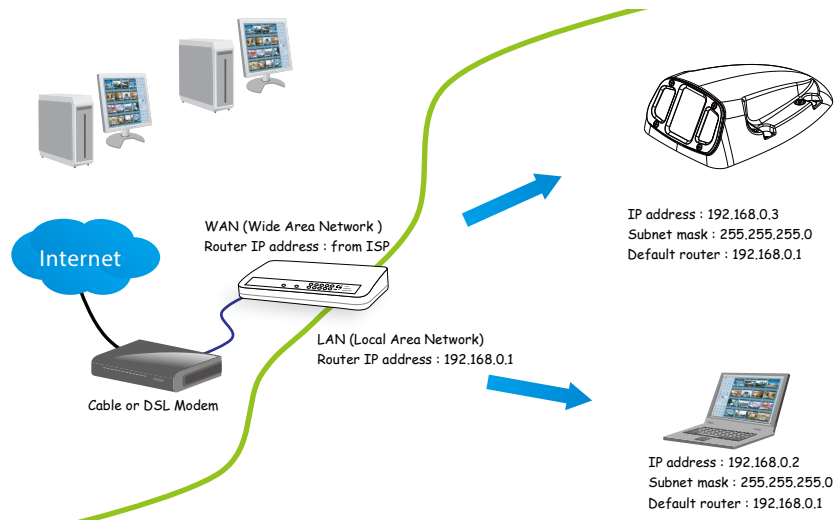 WAN (Wide Area Network )
Router IP address : from ISP
Internet
LAN (Local Area Network)
Router IP address : 192.168.0.1
Cable or DSL Modem
IP address : 192.168.0.3
Subnet mask : 255.255.255.0
Default router : 192.168.0.1
IP address : 192.168.0.2
Subnet mask : 255.255.255.0
Default router : 192.168.0.1